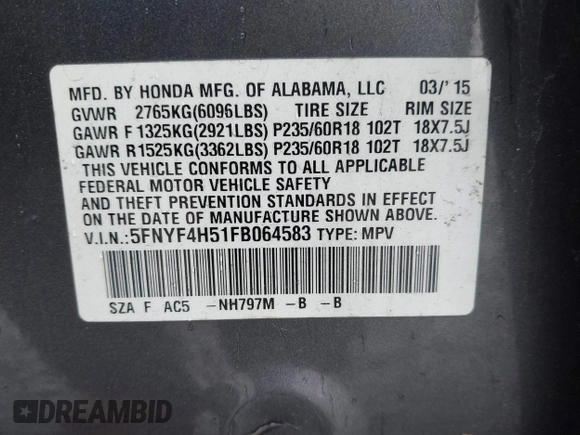 MFD. BY HONDA MFG. OF ALABAMA, LLC 03/'15
GVWR 2765KG(6096LBS) TIRE SIZE RIM SIZE
GAWR F1325KG(2921LBS) P235/60R18 102T 18X7.5J
GAWR R1525KG(3362LBS) P235/60R18 102T 18X7.5J
THIS VEHICLE CONFORMS TO ALL APPLICABLE
FEDERAL MOTOR VEHICLE SAFETY
AND THEFT PREVENTION STANDARDS IN EFFECT
ON THE DATE OF MANUFACTURE SHOWN ABOVE.
V.I.N.:5FNYF4H51FB064583 TYPE: MPV
SZA F AC5 -NH797M -B -B
DREAMBID